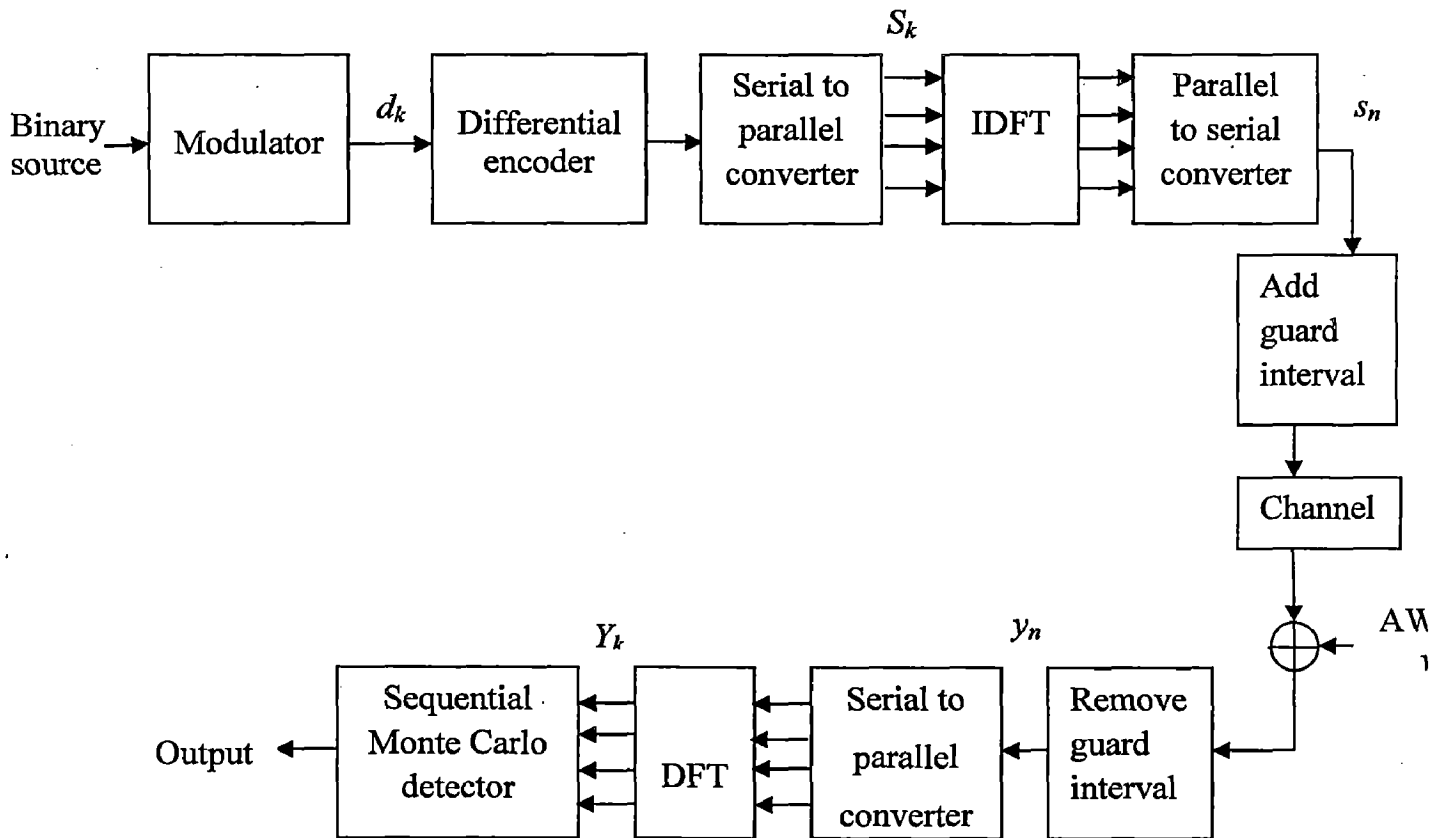 S_k
Binary
source
Modulator
d_k
Differential
encoder
Serial to
parallel
converter
IDFT
Parallel
to serial
converter
s_n
Add
guard
interval
Channel
Y_k
y_n
Output
Sequential
Monte Carlo
detector
DFT
Serial to
parallel
converter
Remove
guard
interval